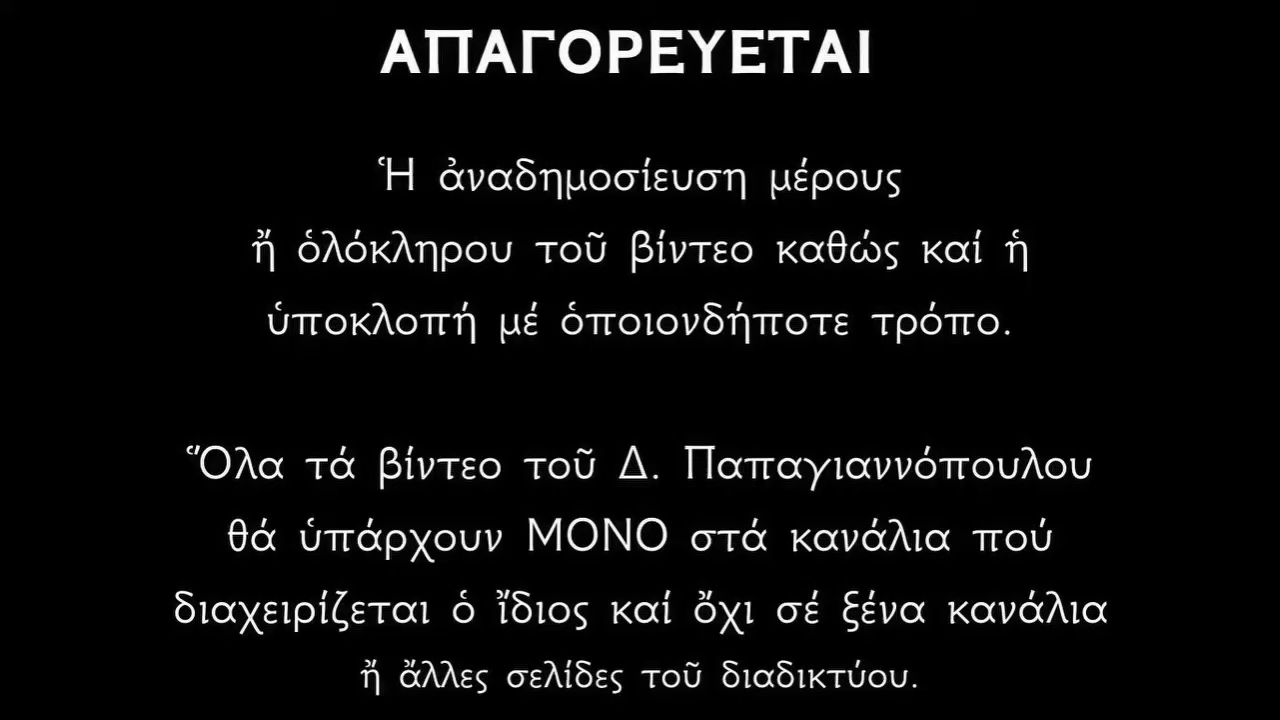 ΑΠΑΓΟΡΕΥΕΤΑΙ
Ἡ ἀναδημοσίευση μέρους
ἤ ὁλόκληρου τοῦ βίντεο καθώς καί ἡ
ὑποκλοπή μέ ὁποιονδήποτε τρόπο.
Ὅλα τά βίντεο τοῦ Δ. Παπαγιαννόπουλου
θά ὑπάρχουν ΜΟΝΟ στά κανάλια πού
διαχειρίζεται ὁ ἴδιος καί ὄχι σέ ξένα κανάλια
ἤ ἄλλες σελίδες τοῦ διαδικτύου.